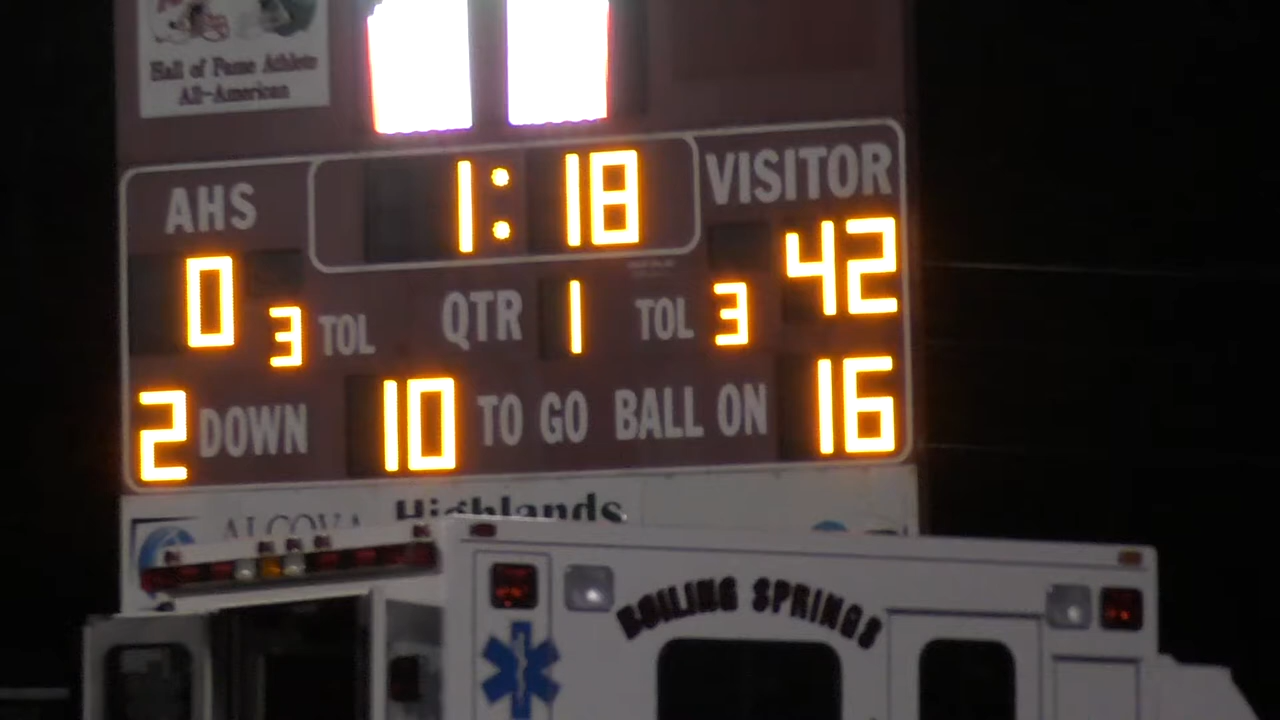 Hall of Fame Athlete
All-American
AHS 1:18 VISITOR
0 3 TOL QTR 1 TOL 3 42
2 DOWN 10 TO GO BALL ON 16
ALCOVA Highlands
BOILING SPRINGS